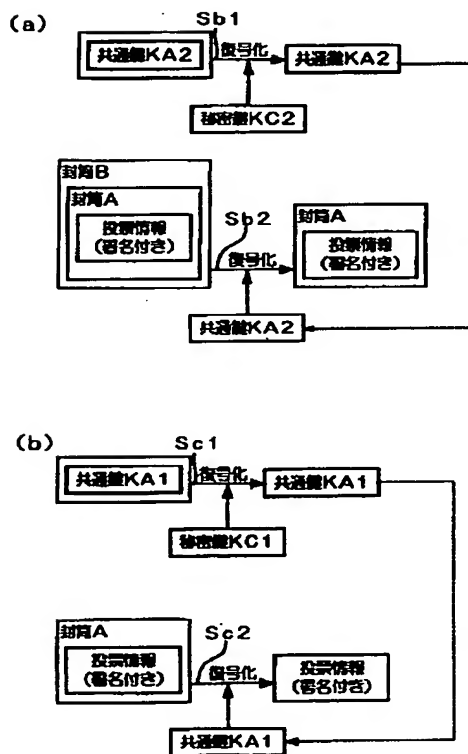 (a)
Sb1
共通鍵KA2
復号化
共通鍵KA2
秘密鍵KC2
封筒B
封筒A
投票情報
(署名付き)
Sb2
復号化
封筒A
投票情報
(署名付き)
共通鍵KA2
(b)
Sc1
共通鍵KA1
復号化
共通鍵KA1
秘密鍵KC1
封筒A
投票情報
(署名付き)
Sc2
復号化
投票情報
(署名付き)
共通鍵KA1